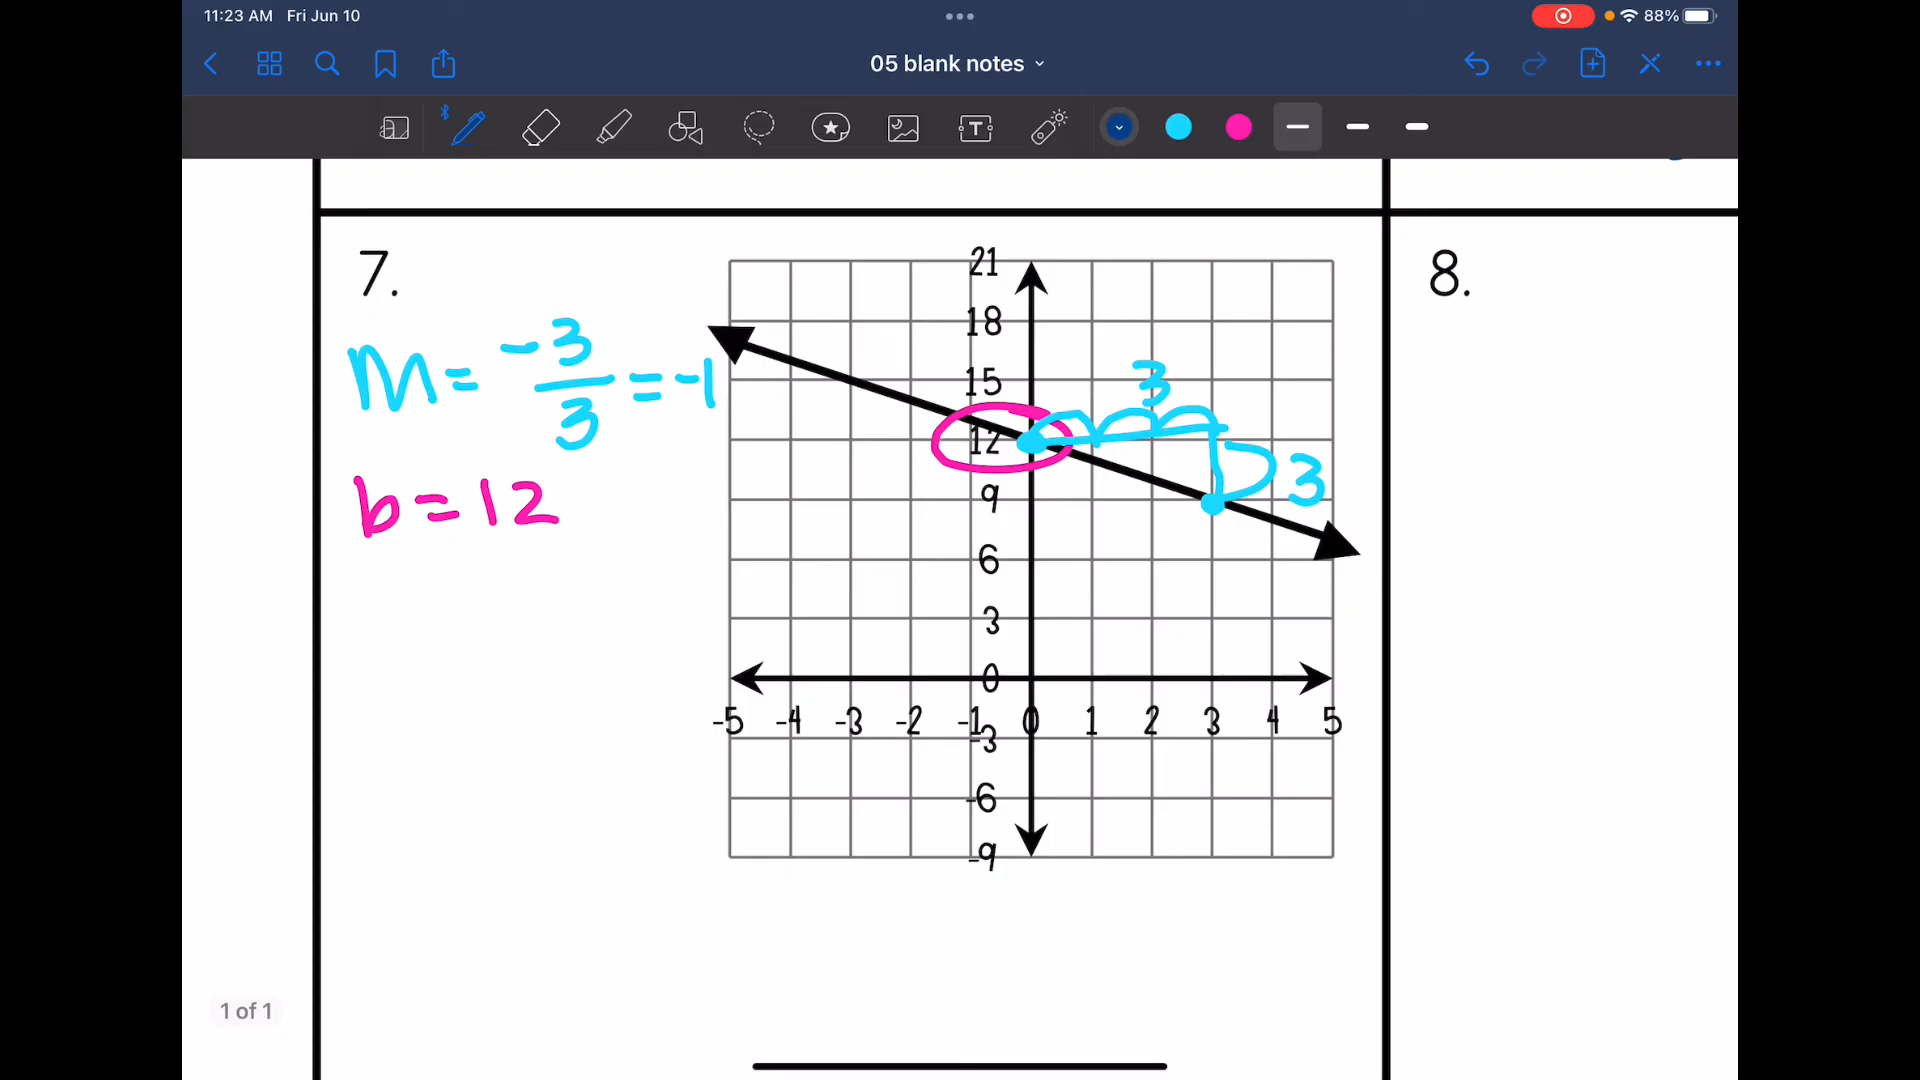 11:23 AM Fri Jun 10
88%
05 blank notes
T
7.
8.
m = -3/3 = -1
b = 12
3
3
21
18
15
12
9
6
3
0
-5 -4 -3 -2 -1 0 1 2 3 4 5
-3
-6
-9
1 of 1